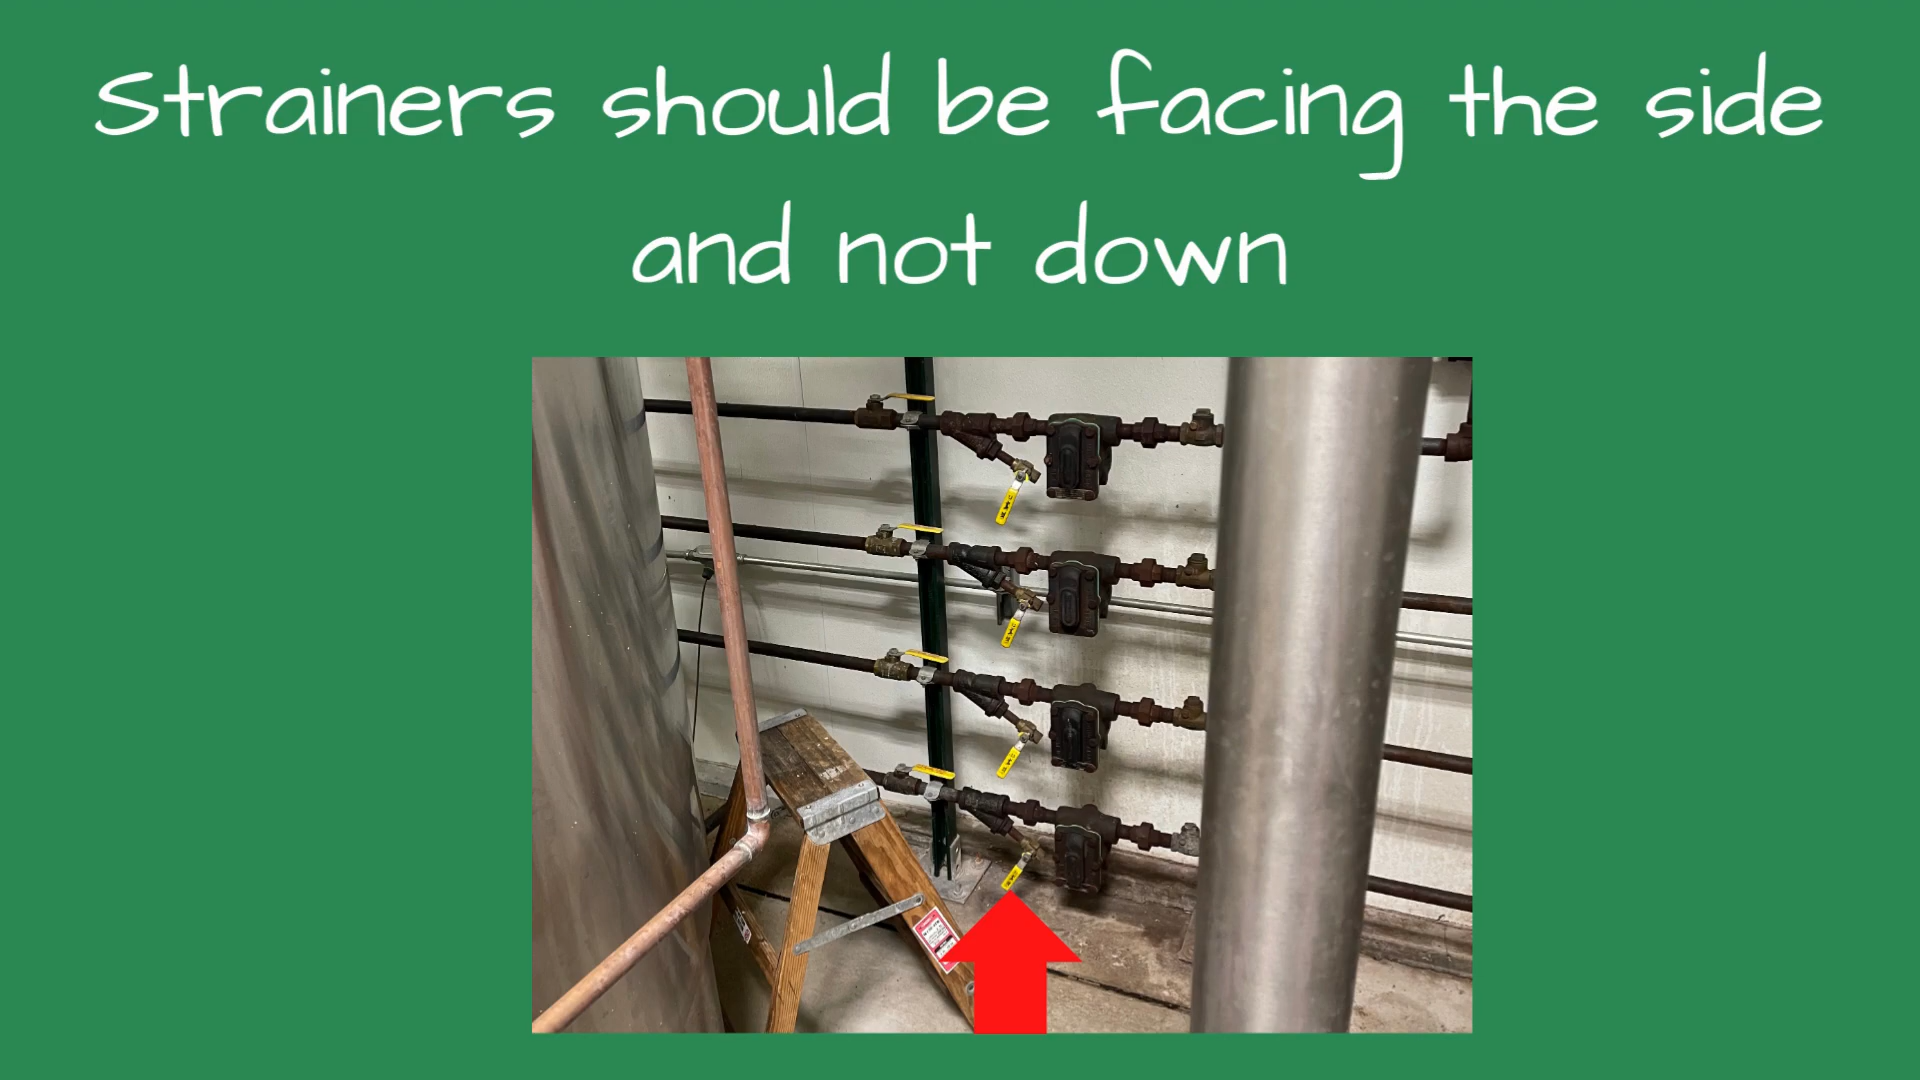 Strainers should be facing the side
and not down